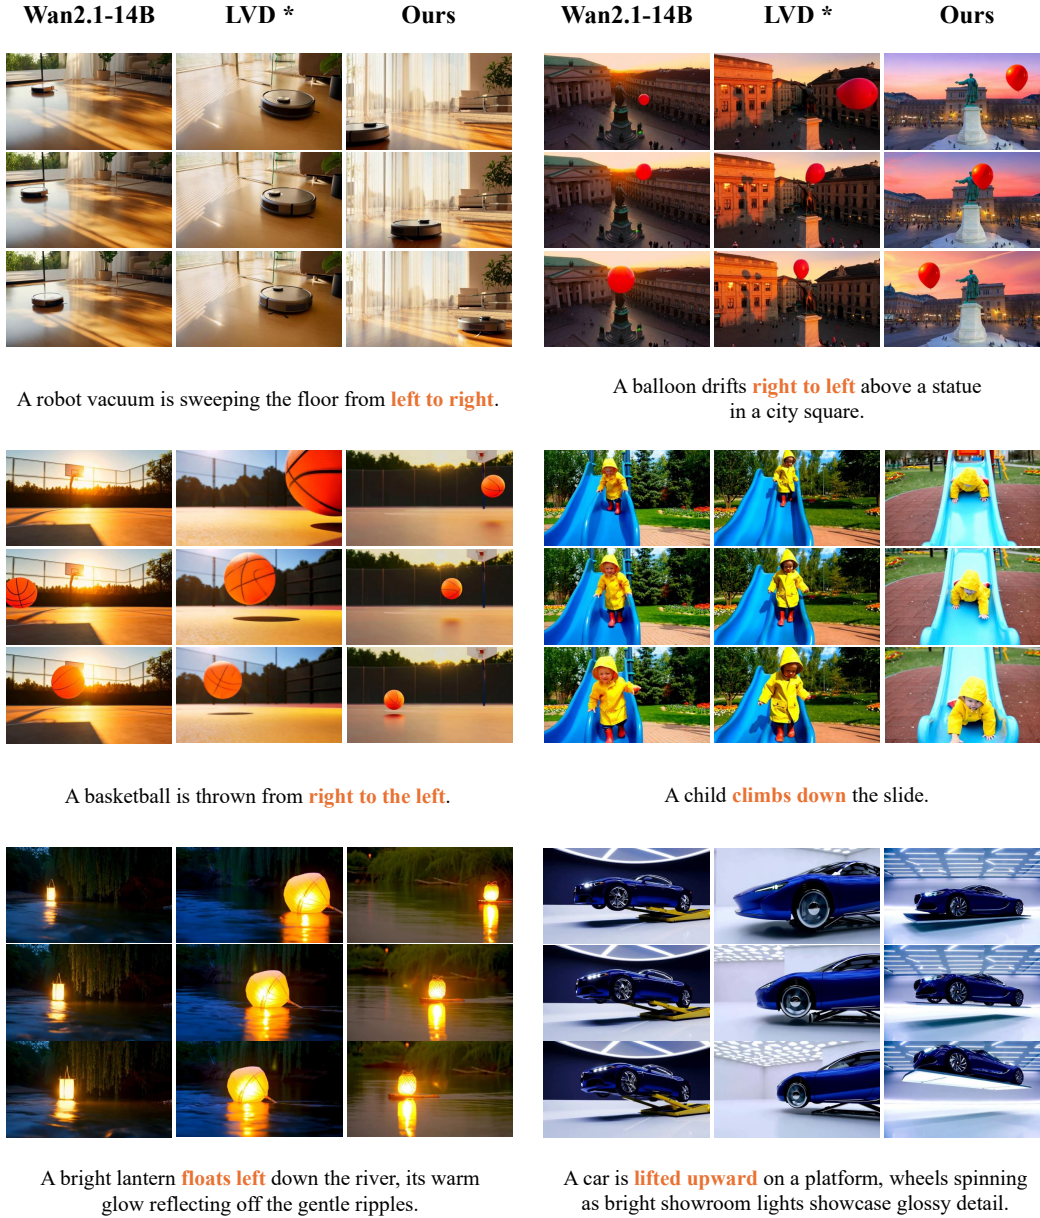 Wan2.1-14B LVD * Ours Wan2.1-14B LVD * Ours
A robot vacuum is sweeping the floor from left to right.
A balloon drifts right to left above a statue
in a city square.
A basketball is thrown from right to the left.
A child climbs down the slide.
A bright lantern floats left down the river, its warm
glow reflecting off the gentle ripples.
A car is lifted upward on a platform, wheels spinning
as bright showroom lights showcase glossy detail.